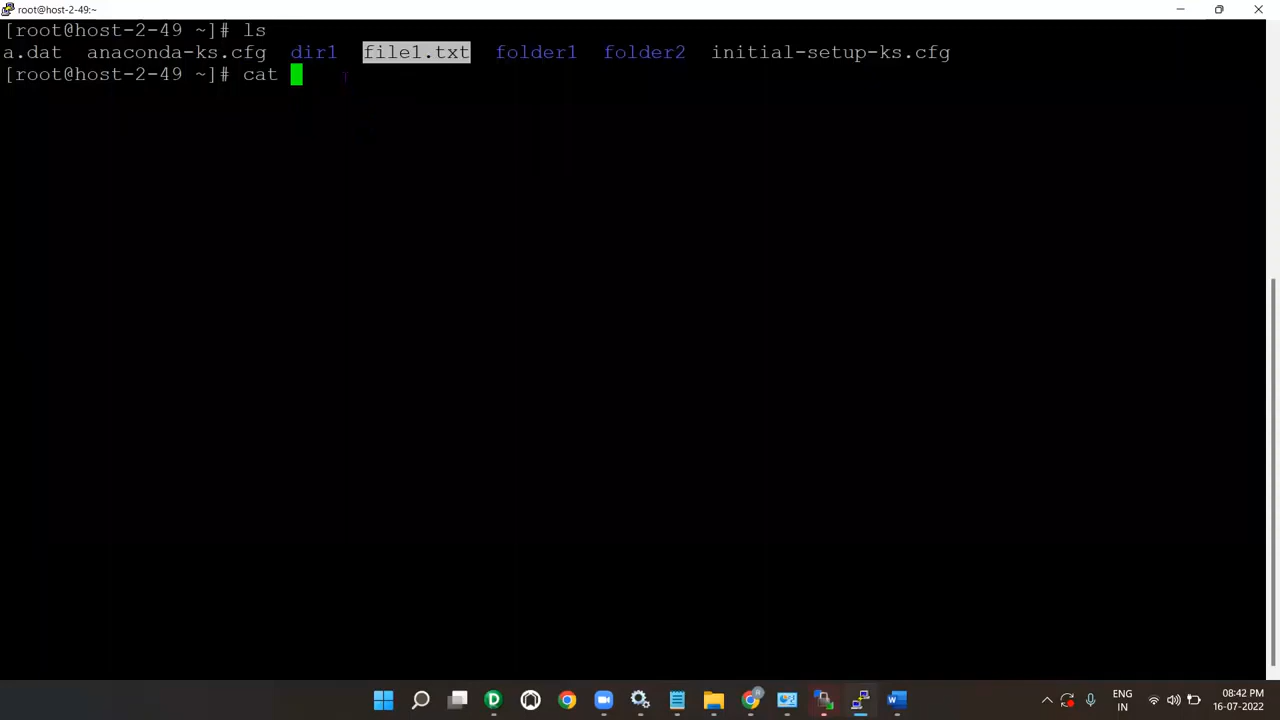 root@host-2-49:~
[root@host-2-49 ~]# ls
a.dat  anaconda-ks.cfg  dir1  file1.txt  folder1  folder2  initial-setup-ks.cfg
[root@host-2-49 ~]# cat
ENG
IN
08:42 PM
16-07-2022